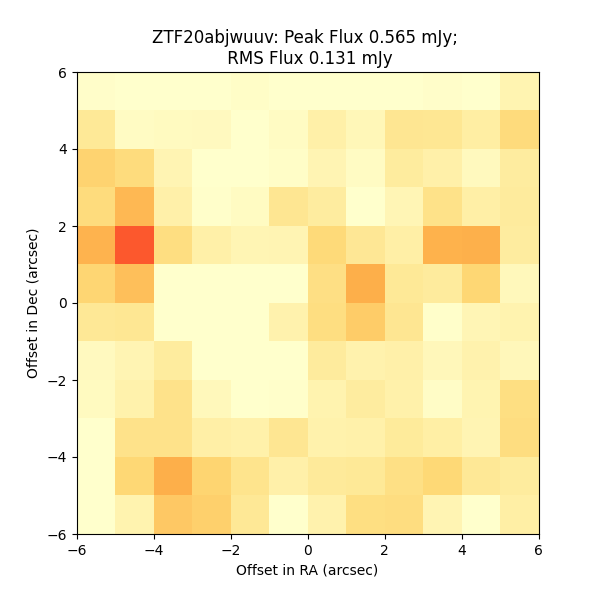 ZTF20abjwuuv: Peak Flux 0.565 mJy;
RMS Flux 0.131 mJy
6
4
2
0
−2
−4
−6
Offset in Dec (arcsec)
−6 −4 −2 0 2 4 6
Offset in RA (arcsec)